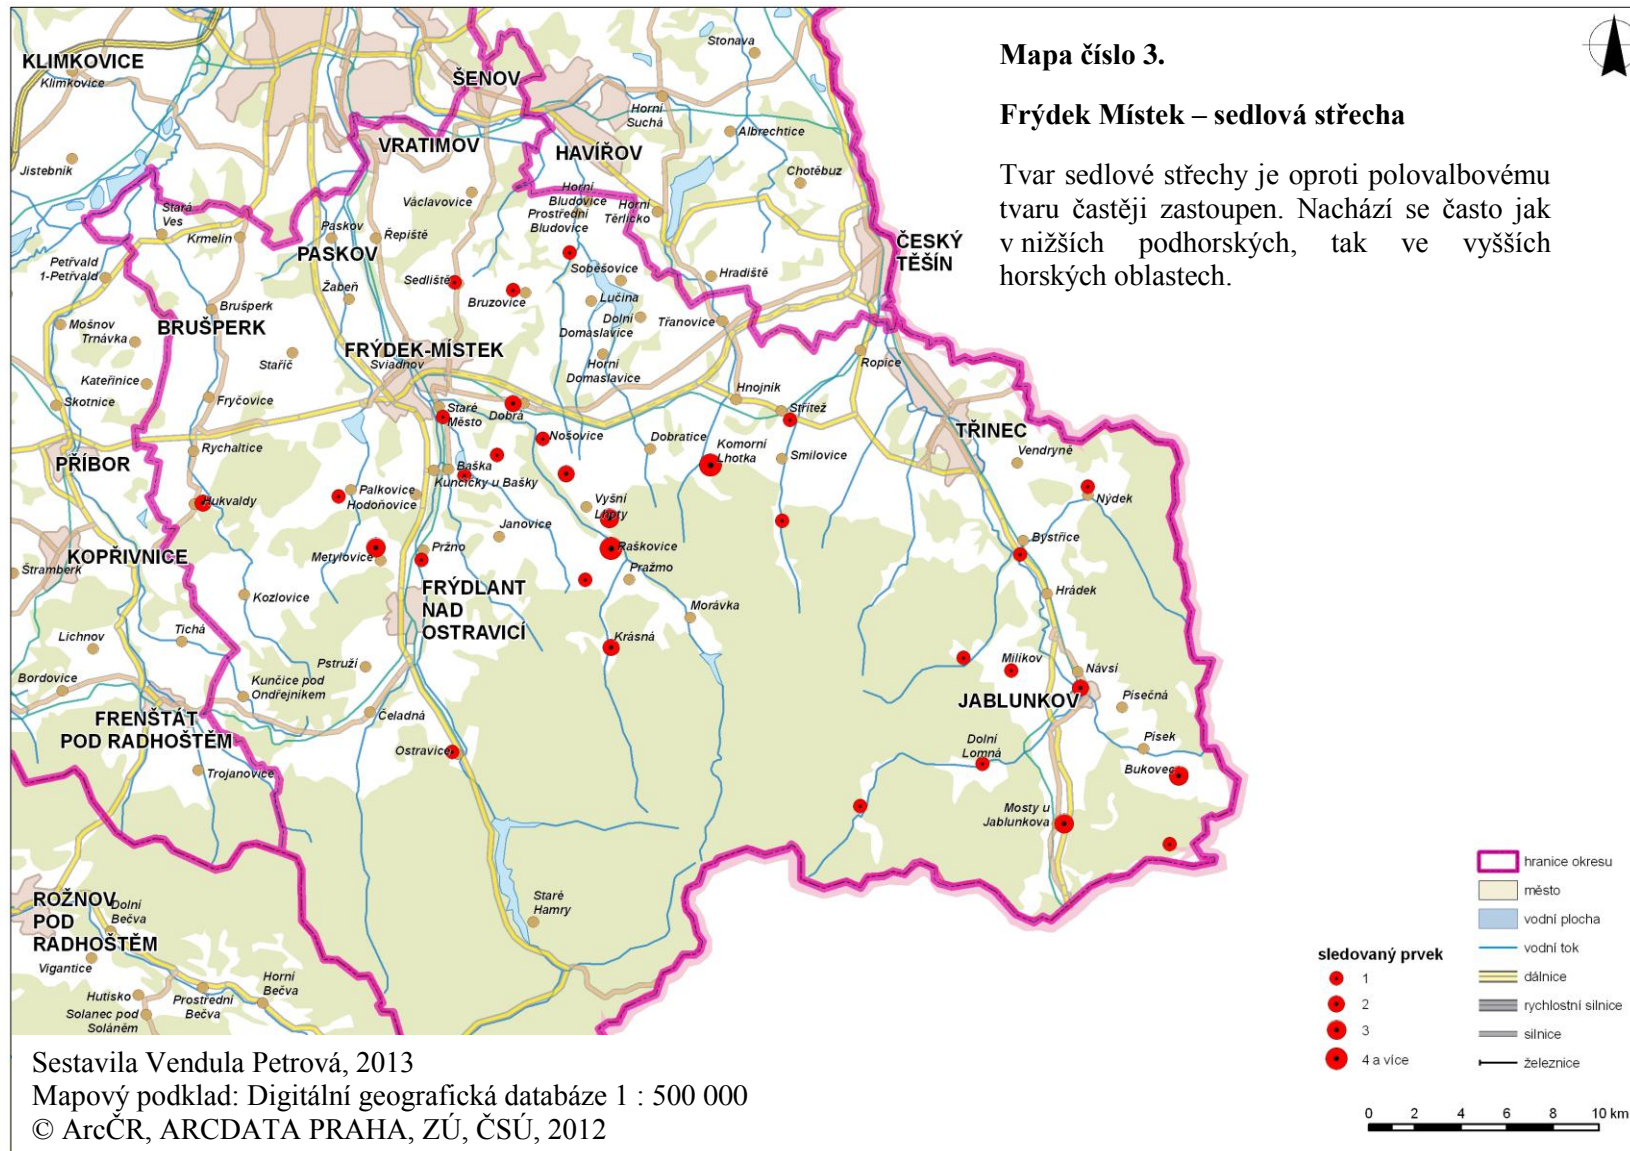 Mapa číslo 3.
Frýdek Místek – sedlová střecha
Tvar sedlové střechy je oproti polovalbovému
tvaru častěji zastoupen. Nachází se často jak
v nižších podhorských, tak ve vyšších
horských oblastech.
KLIMKOVICE
Klimkovice
ŠENOV
Stonava
Horní
Suchá
Albrechtice
VRATIMOV
HAVÍŘOV
Jistebník
Chotěbuz
Václavovice
Horní
Bludovice
Prostřední
Bludovice
Horní
Těrlicko
Stará
Ves
Krmelín
Paskov
Řepiště
PASKOV
ČESKÝ
TĚŠÍN
Petřvald
1-Petřvald
Žabeň
Sedliště
Bruzovice
Soběšovice
Lučina
Hradiště
Dolní
Domaslavice
Třanovice
Brušperk
BRUŠPERK
Mošnov
Trnávka
Staříč
FRÝDEK-MÍSTEK
Sviadnov
Horní
Domaslavice
Ropice
Kateřinice
Skotnice
Fryčovice
Hnojník
Staré
Město
Dobrá
Střítež
TŘINEC
Nošovice
Dobratice
Komorní
Lhotka
Smilovice
Vendryně
Rychaltice
PŘÍBOR
Baška
Kunčičky u Bašky
Nýdek
Hukvaldy
Palkovice
Hodoňovice
Vyšní
Lhoty
Janovice
Bystřice
KOPŘIVNICE
Metylovice
Pržno
Raškovice
Štramberk
Pražmo
FRÝDLANT
NAD
OSTRAVICÍ
Hrádek
Kozlovice
Morávka
Lichnov
Tichá
Krásná
Pstruží
Milíkov
Návsí
Bordovice
Kunčice pod
Ondřejníkem
JABLUNKOV
Písečná
FRENŠTÁT
POD RADHOŠTĚM
Čeladná
Ostravice
Dolní
Lomná
Písek
Trojanovice
Bukovec
Mosty u
Jablunkova
ROŽNOV
POD
RADHOŠTĚM
Dolní
Bečva
Staré
Hamry
Vigantice
Hutisko
Solanec pod
Soláněm
Prostřední
Bečva
Horní
Bečva
sledovaný prvek
1
2
3
4 a více
hranice okresu
město
vodní plocha
vodní tok
dálnice
rychlostní silnice
silnice
železnice
0 2 4 6 8 10 km
Sestavila Vendula Petrová, 2013
Mapový podklad: Digitální geografická databáze 1 : 500 000
© ArcČR, ARCDATA PRAHA, ZÚ, ČSÚ, 2012